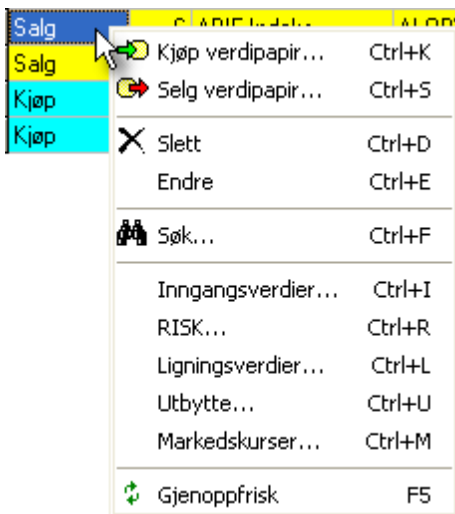 Salg
Salg
Kjøp
Kjøp
Kjøp verdipapir... Ctrl+K
Selg verdipapir... Ctrl+S
Slett Ctrl+D
Endre Ctrl+E
Søk... Ctrl+F
Inngangsverdier... Ctrl+I
RISK... Ctrl+R
Ligningsverdier... Ctrl+L
Utbytte... Ctrl+U
Markedskurser... Ctrl+M
Gjenoppfrisk F5